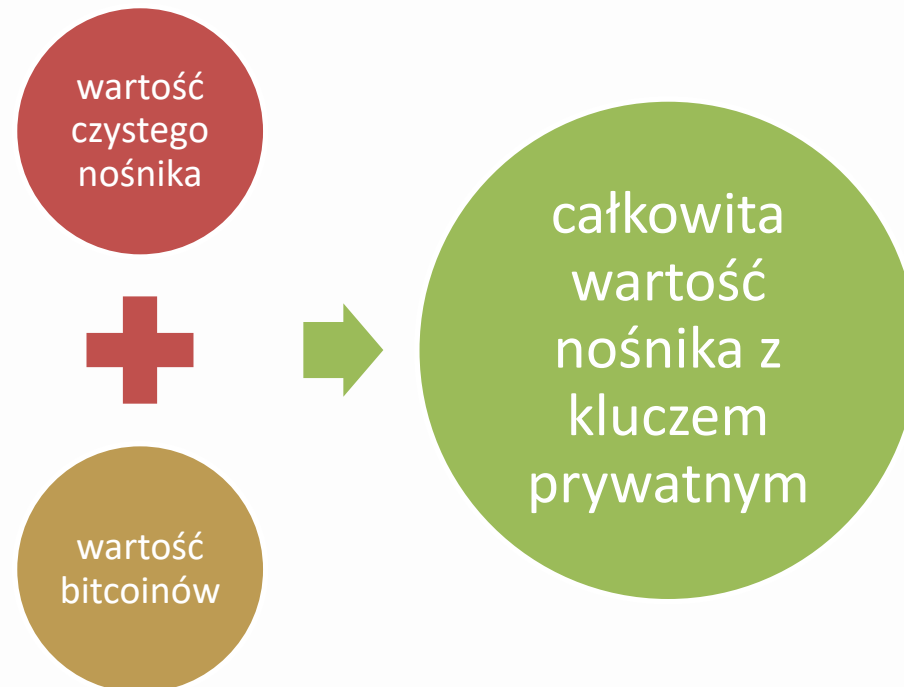 wartość
czystego
nośnika
wartość
bitcoinów
całkowita
wartość
nośnika z
kluczem
prywatnym